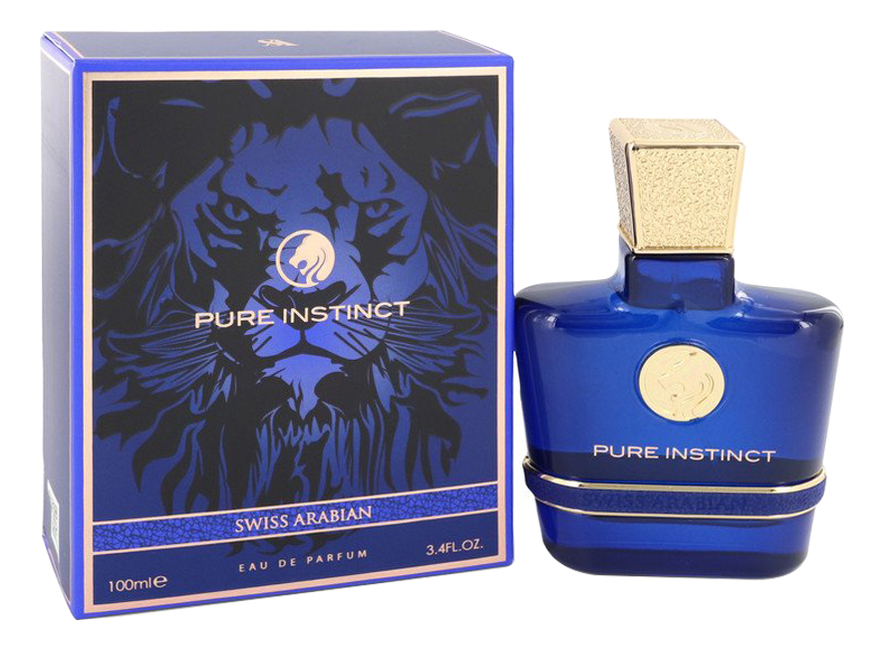 PURE INSTINCT
SWISS ARABIAN
EAU DE PARFUM
100ml℮
3.4FL.OZ.
PURE INSTINCT
SWISS ARABIAN